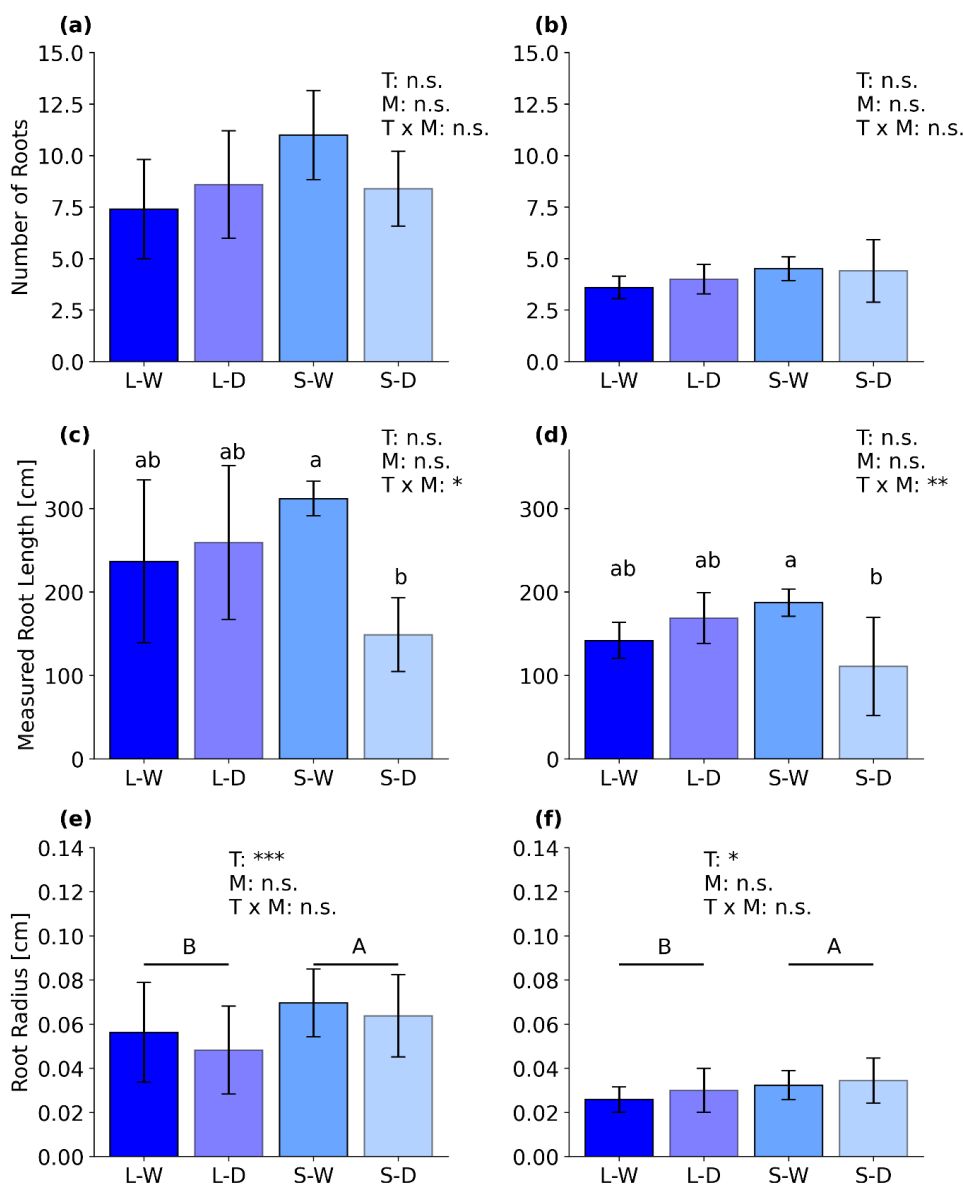 (a)
15.0
12.5
10.0
7.5
5.0
2.5
0.0
Number of Roots
T: n.s.
M: n.s.
T x M: n.s.
L-W L-D S-W S-D
(b)
15.0
12.5
10.0
7.5
5.0
2.5
0.0
T: n.s.
M: n.s.
T x M: n.s.
L-W L-D S-W S-D
(c)
300
200
100
0
Measured Root Length [cm]
T: n.s.
M: n.s.
T x M: *
ab ab a b
L-W L-D S-W S-D
(d)
300
200
100
0
T: n.s.
M: n.s.
T x M: **
ab ab a b
L-W L-D S-W S-D
(e)
0.14
0.12
0.10
0.08
0.06
0.04
0.02
0.00
Root Radius [cm]
T: ***
M: n.s.
T x M: n.s.
B A
L-W L-D S-W S-D
(f)
0.14
0.12
0.10
0.08
0.06
0.04
0.02
0.00
T: *
M: n.s.
T x M: n.s.
B A
L-W L-D S-W S-D